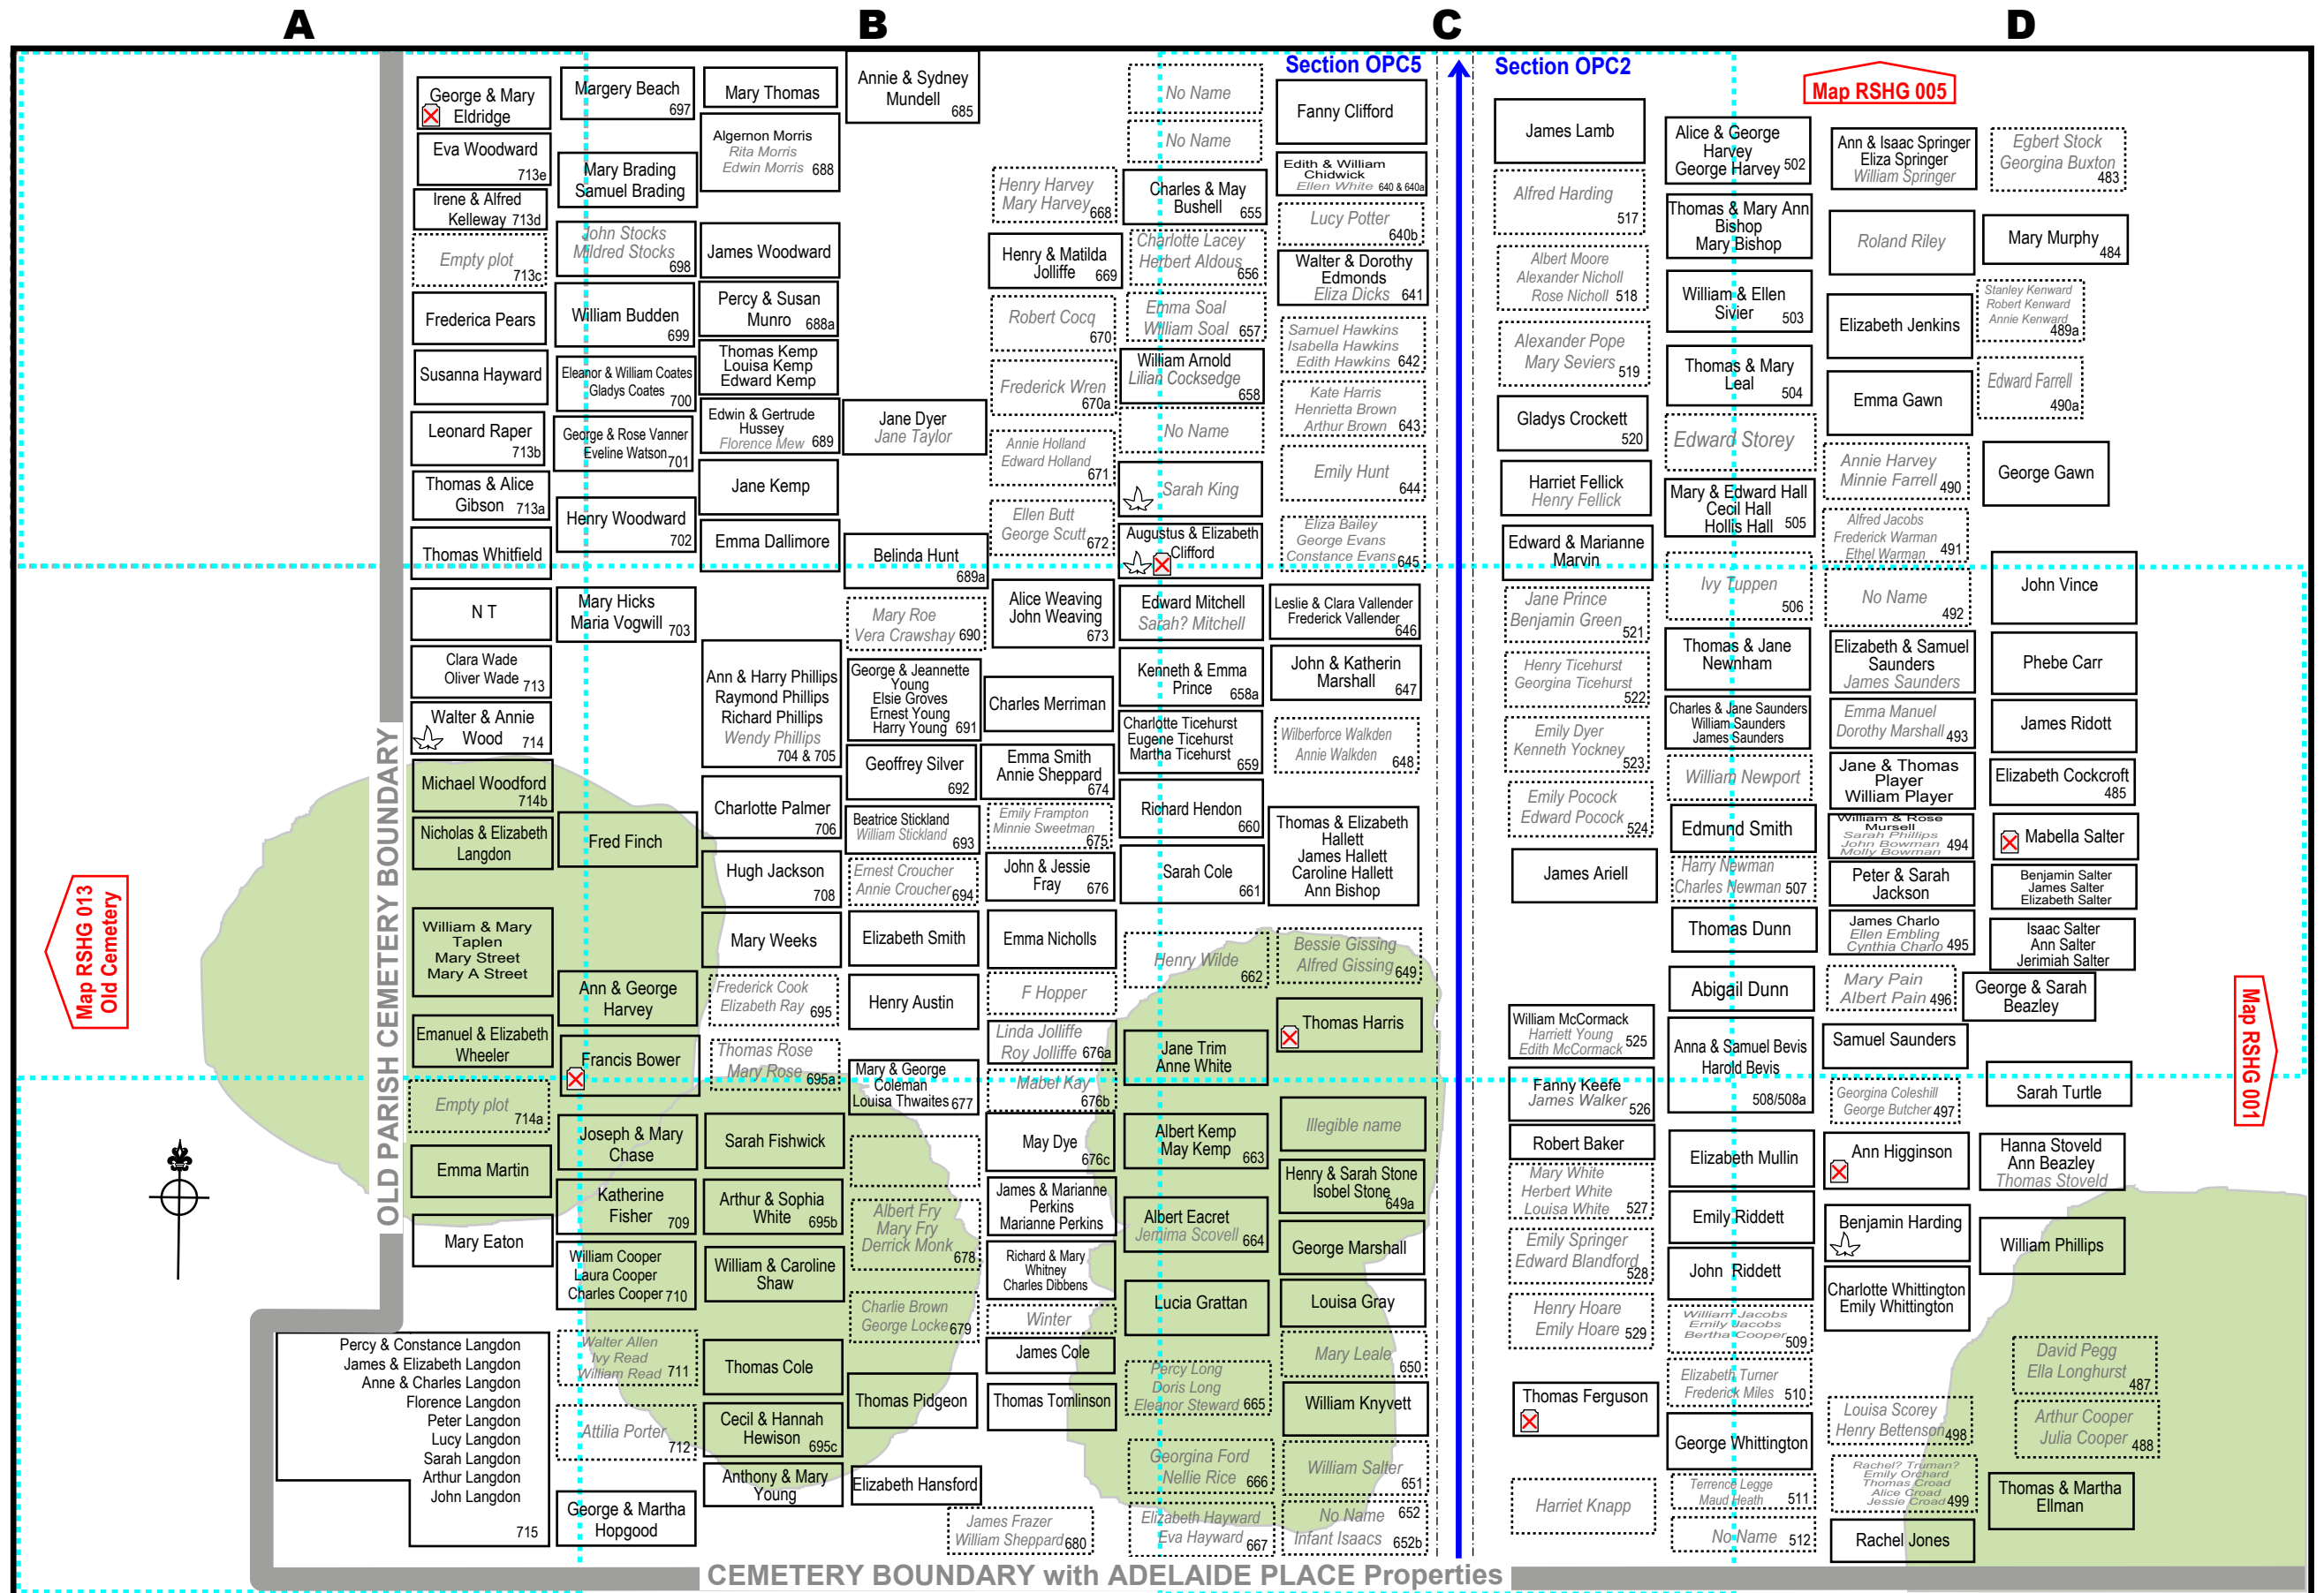 A
B
C
D
Section OPC5
Section OPC2
Map RSHG 005
Map RSHG 013
Old Cemetery
Map RSHG 001
OLD PARISH CEMETERY BOUNDARY
George & Mary
Eldridge
Eva Woodward
713e
Irene & Alfred
Kelleway 713d
Empty plot
713c
Frederica Pears
Susanna Hayward
Leonard Raper
713b
Thomas & Alice
Gibson 713a
Thomas Whitfield
N T
Clara Wade
Oliver Wade 713
Walter & Annie
Wood 714
Michael Woodford
714b
Nicholas & Elizabeth
Langdon
William & Mary
Taplen
Mary Street
Mary A Street
Emanuel & Elizabeth
Wheeler
Empty plot
714a
Emma Martin
Mary Eaton
Percy & Constance Langdon
James & Elizabeth Langdon
Anne & Charles Langdon
Florence Langdon
Peter Langdon
Lucy Langdon
Sarah Langdon
Arthur Langdon
John Langdon
715
Margery Beach
697
Mary Brading
Samuel Brading
John Stocks
Mildred Stocks
698
William Budden
699
Eleanor & William Coates
Gladys Coates 700
George & Rose Vanner
Eveline Watson 701
Henry Woodward
702
Mary Hicks
Maria Vogwill 703
Fred Finch
Ann & George
Harvey
Francis Bower
Joseph & Mary
Chase
Katherine
Fisher 709
William Cooper
Laura Cooper
Charles Cooper 710
Walter Allen
Ivy Read
William Read 711
Attilia Porter
712
George & Martha
Hopgood
Mary Thomas
Algernon Morris
Rita Morris
Edwin Morris 688
James Woodward
Percy & Susan
Munro 688a
Thomas Kemp
Louisa Kemp
Edward Kemp
Edwin & Gertrude
Hussey
Florence Mew 689
Jane Kemp
Emma Dallimore
Ann & Harry Phillips
Raymond Phillips
Richard Phillips
Wendy Phillips
704 & 705
Charlotte Palmer
706
Hugh Jackson
708
Mary Weeks
Frederick Cook
Elizabeth Ray 695
Thomas Rose
Mary Rose 695a
Sarah Fishwick
Arthur & Sophia
White 695b
William & Caroline
Shaw
Thomas Cole
Cecil & Hannah
Hewison 695c
Anthony & Mary
Young
Annie & Sydney
Mundell
685
Jane Dyer
Jane Taylor
Belinda Hunt
689a
Mary Roe
Vera Crawshay 690
George & Jeannette
Young
Elsie Groves
Ernest Young
Harry Young 691
Geoffrey Silver
692
Beatrice Stickland
William Stickland
693
Ernest Croucher
Annie Croucher 694
Elizabeth Smith
Henry Austin
Mary & George
Coleman
Louisa Thwaites 677
Albert Fry
Mary Fry
Derrick Monk
678
Charlie Brown
George Locke 679
Thomas Pidgeon
Elizabeth Hansford
James Frazer
William Sheppard 680
Henry Harvey
Mary Harvey 668
Henry & Matilda
Jolliffe 669
Robert Cocq
670
Frederick Wren
670a
Annie Holland
Edward Holland
671
Ellen Butt
George Scutt 672
Alice Weaving
John Weaving
673
Charles Merriman
Emma Smith
Annie Sheppard
674
Emily Frampton
Minnie Sweetman
675
John & Jessie
Fray 676
Emma Nicholls
F Hopper
Linda Jolliffe
Roy Jolliffe 676a
Mabel Kay
676b
May Dye
676c
James & Marianne
Perkins
Marianne Perkins
Richard & Mary
Whitney
Charles Dibbens
Winter
James Cole
Thomas Tomlinson
No Name
No Name
Charles & May
Bushell 655
Charlotte Lacey
Herbert Aldous
656
Emma Soal
William Soal 657
William Arnold
Lilian Cocksedge
658
No Name
Sarah King
Augustus & Elizabeth
Clifford
Edward Mitchell
Sarah? Mitchell
Kenneth & Emma
Prince 658a
Charlotte Ticehurst
Eugene Ticehurst
Martha Ticehurst
659
Richard Hendon
660
Sarah Cole
661
Henry Wilde
662
Jane Trim
Anne White
Albert Kemp
May Kemp 663
Albert Eacret
Jemima Scovell 664
Lucia Grattan
Percy Long
Doris Long
Eleanor Steward 665
Georgina Ford
Nellie Rice 666
Elizabeth Hayward
Eva Hayward 667
Fanny Clifford
Edith & William
Chidwick
Ellen White 640 & 640a
Lucy Potter
640b
Walter & Dorothy
Edmonds
Eliza Dicks 641
Samuel Hawkins
Isabella Hawkins
Edith Hawkins 642
Kate Harris
Henrietta Brown
Arthur Brown 643
Emily Hunt
644
Eliza Bailey
George Evans
Constance Evans 645
Leslie & Clara Vallender
Frederick Vallender
646
John & Katherin
Marshall 647
Wilberforce Walkden
Annie Walkden
648
Thomas & Elizabeth
Hallett
James Hallett
Caroline Hallett
Ann Bishop
Bessie Gissing
Alfred Gissing 649
Thomas Harris
Illegible name
Henry & Sarah Stone
Isobel Stone
649a
George Marshall
Louisa Gray
Mary Leale 650
William Knyvett
William Salter
651
No Name 652
Infant Isaacs 652b
James Lamb
Alfred Harding
517
Albert Moore
Alexander Nicholl
Rose Nicholl 518
Alexander Pope
Mary Seviers 519
Gladys Crockett
520
Harriet Fellick
Henry Fellick
Edward & Marianne
Marvin
Jane Prince
Benjamin Green 521
Henry Ticehurst
Georgina Ticehurst
522
Emily Dyer
Kenneth Yockney
523
Emily Pocock
Edward Pocock 524
James Ariell
William McCormack
Harriett Young
Edith McCormack 525
Fanny Keefe
James Walker 526
Robert Baker
Mary White
Herbert White
Louisa White 527
Emily Springer
Edward Blandford
528
Henry Hoare
Emily Hoare 529
Thomas Ferguson
Harriet Knapp
Alice & George
Harvey
George Harvey 502
Thomas & Mary Ann
Bishop
Mary Bishop
William & Ellen
Sivier 503
Thomas & Mary
Leal
504
Edward Storey
Mary & Edward Hall
Cecil Hall
Hollis Hall 505
Ivy Tuppen
506
Thomas & Jane
Newnham
Charles & Jane Saunders
William Saunders
James Saunders
William Newport
Edmund Smith
Harry Newman
Charles Newman 507
Thomas Dunn
Abigail Dunn
Anna & Samuel Bevis
Harold Bevis
508/508a
Elizabeth Mullin
Emily Riddett
John Riddett
William Jacobs
Emily Jacobs
Bertha Cooper 509
Elizabeth Turner
Frederick Miles 510
George Whittington
Terrence Legge
Maud Heath 511
No Name 512
Ann & Isaac Springer
Eliza Springer
William Springer
Roland Riley
Elizabeth Jenkins
Emma Gawn
Annie Harvey
Minnie Farrell 490
Alfred Jacobs
Frederick Warman
Ethel Warman 491
No Name
492
Elizabeth & Samuel
Saunders
James Saunders
Emma Manuel
Dorothy Marshall 493
Jane & Thomas
Player
William Player
William & Rose
Mursell
Sarah Phillips
John Bowman
Molly Bowman 494
Peter & Sarah
Jackson
James Charlo
Ellen Embling
Cynthia Charlo 495
Mary Pain
Albert Pain 496
Samuel Saunders
Georgina Coleshill
George Butcher 497
Ann Higginson
Benjamin Harding
Charlotte Whittington
Emily Whittington
Louisa Scorey
Henry Bettenson 498
Rachel? Truman?
Emily Orchard
Thomas Croad
Alice Croad
Jessie Croad 499
Rachel Jones
Egbert Stock
Georgina Buxton
483
Mary Murphy
484
Stanley Kenward
Robert Kenward
Annie Kenward
489a
Edward Farrell
490a
George Gawn
John Vince
Phebe Carr
James Ridott
Elizabeth Cockcroft
485
Mabella Salter
Benjamin Salter
James Salter
Elizabeth Salter
Isaac Salter
Ann Salter
Jerimiah Salter
George & Sarah
Beazley
Sarah Turtle
Hanna Stoveld
Ann Beazley
Thomas Stoveld
William Phillips
David Pegg
Ella Longhurst
487
Arthur Cooper
Julia Cooper 488
Thomas & Martha
Ellman
CEMETERY BOUNDARY with ADELAIDE PLACE Properties